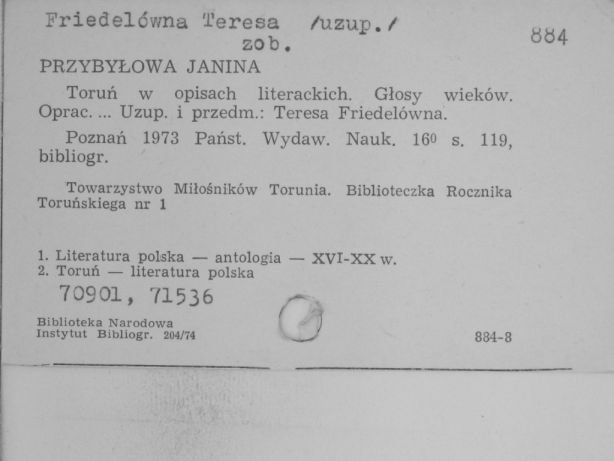 Friedelówna Teresa /uzup./
zob.
884
PRZYBYŁOWA JANINA
Toruń w opisach literackich. Głosy wieków.
Oprac. ... Uzup. i przedm.: Teresa Friedelówna.
Poznań 1973 Państ. Wydaw. Nauk. 16⁰ s. 119,
bibliogr.
Towarzystwo Miłośników Torunia. Biblioteczka Rocznika
Toruńskiego nr 1
1. Literatura polska — antologia — XVI-XX w.
2. Toruń — literatura polska
70901, 71536
Biblioteka Narodowa
Instytut Bibliogr. 204/74
884-8